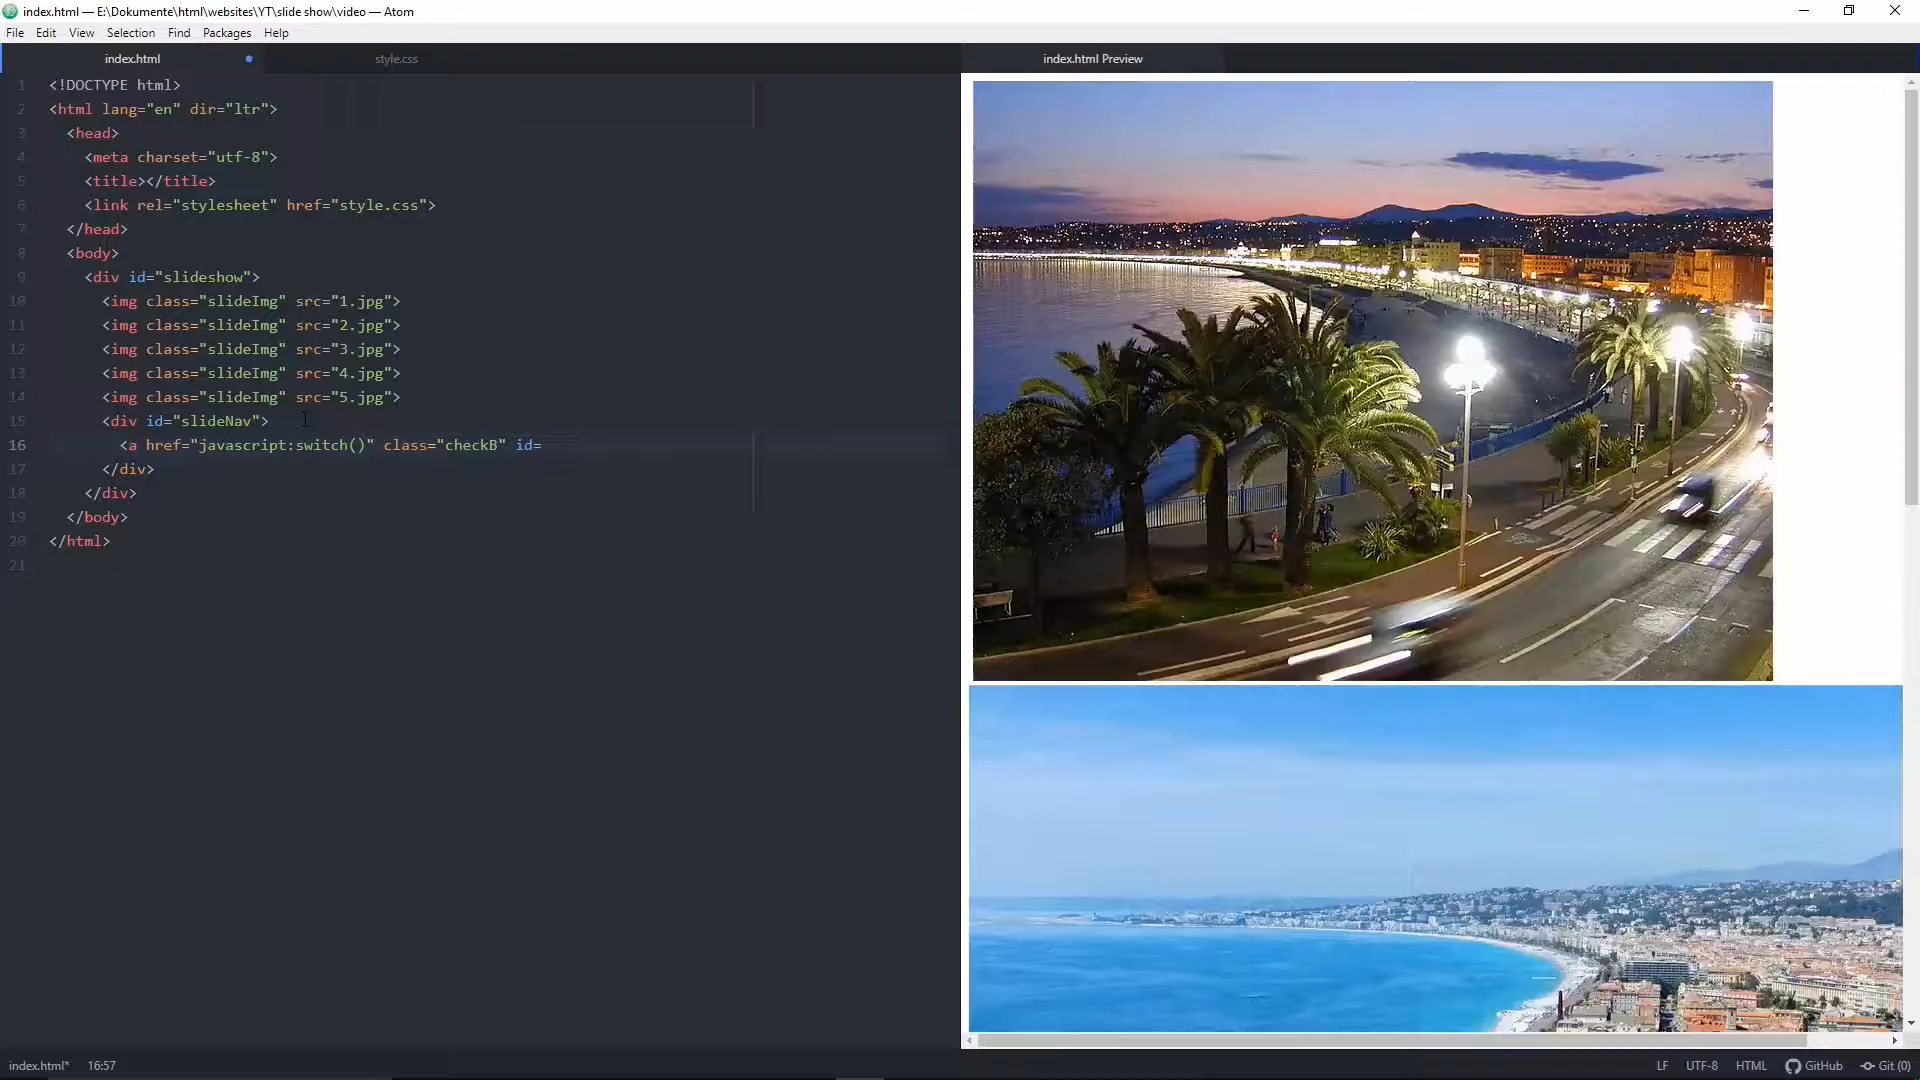 index.html — E:\Dokumente\html\websites\YT\slide show\video — Atom
File Edit View Selection Find Packages Help
index.html style.css index.html Preview
1 <!DOCTYPE html>
2 <html lang="en" dir="ltr">
3 <head>
4 <meta charset="utf-8">
5 <title></title>
6 <link rel="stylesheet" href="style.css">
7 </head>
8 <body>
9 <div id="slideshow">
10 <img class="slideImg" src="1.jpg">
11 <img class="slideImg" src="2.jpg">
12 <img class="slideImg" src="3.jpg">
13 <img class="slideImg" src="4.jpg">
14 <img class="slideImg" src="5.jpg">
15 <div id="slideNav">
16 <a href="javascript:switch()" class="checkB" id=
17 </div>
18 </div>
19 </body>
20 </html>
21
index.html* 16:57 LF UTF-8 HTML GitHub Git (0)